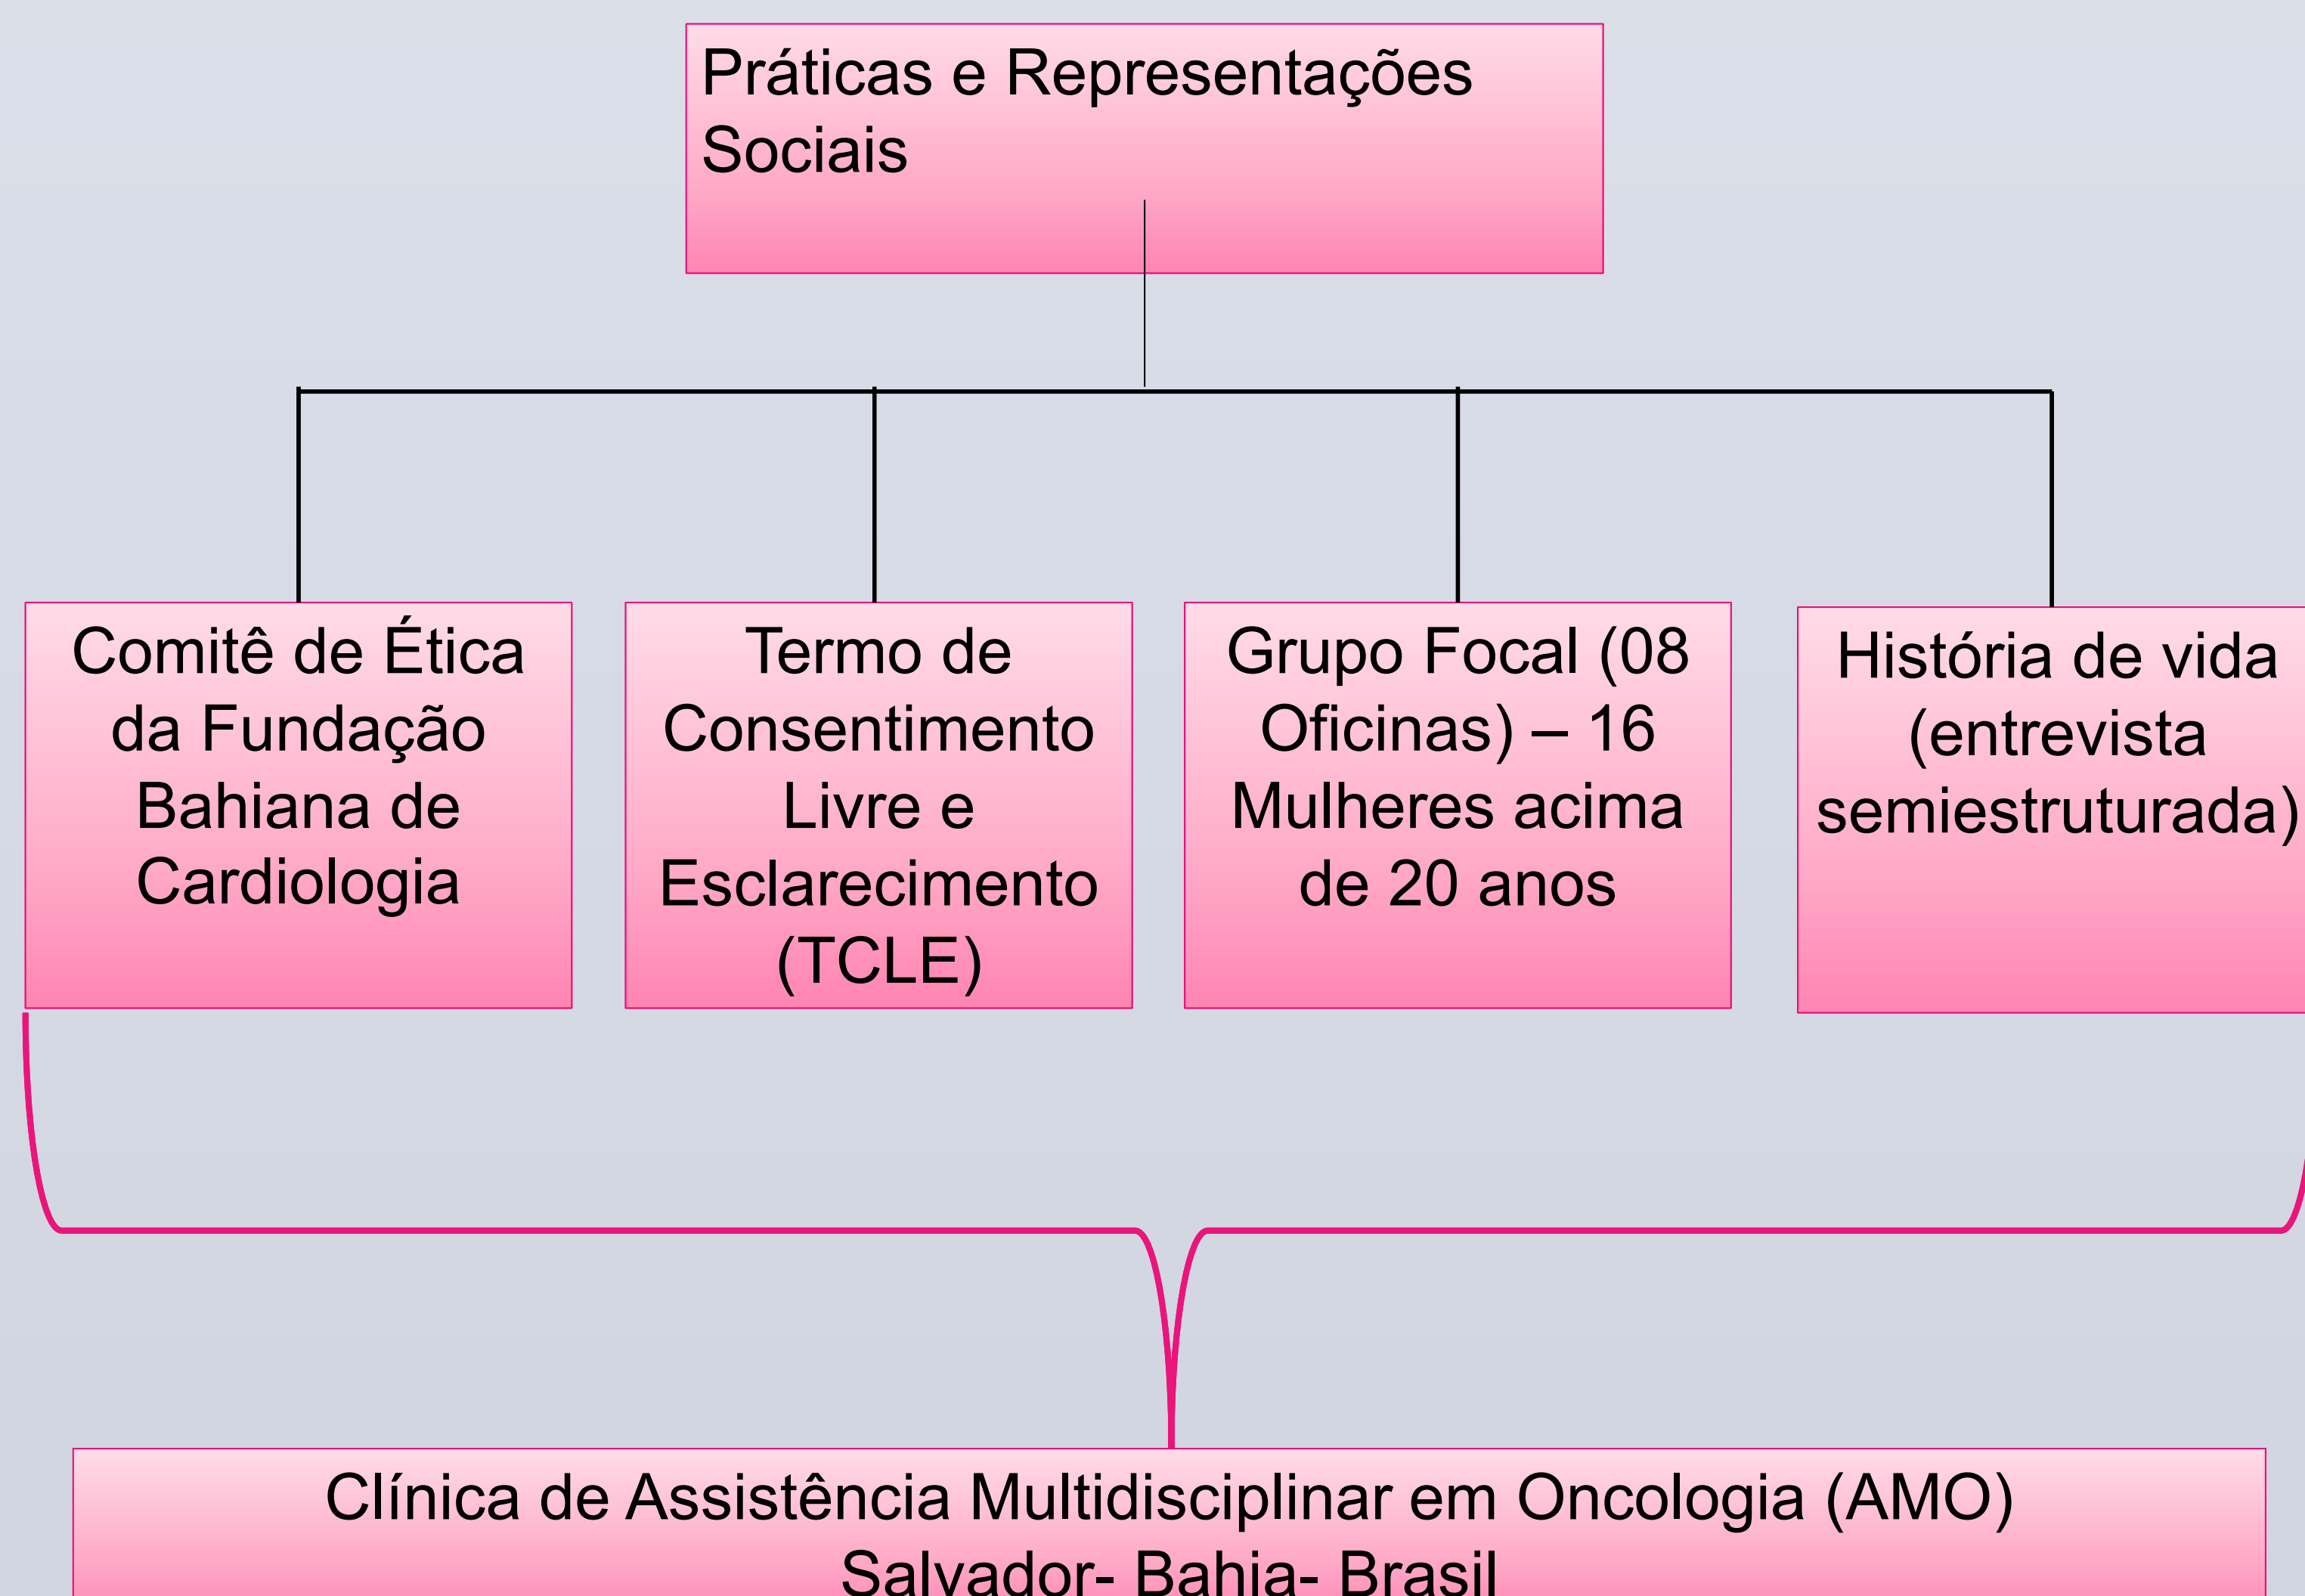 Práticas e Representações
Sociais
Comitê de Ética
da Fundação
Bahiana de
Cardiologia
Termo de
Consentimento
Livre e
Esclarecimento
(TCLE)
Grupo Focal (08
Oficinas) – 16
Mulheres acima
de 20 anos
História de vida
(entrevista
semiestruturada)
Clínica de Assistência Multidisciplinar em Oncologia (AMO)
Salvador- Bahia- Brasil